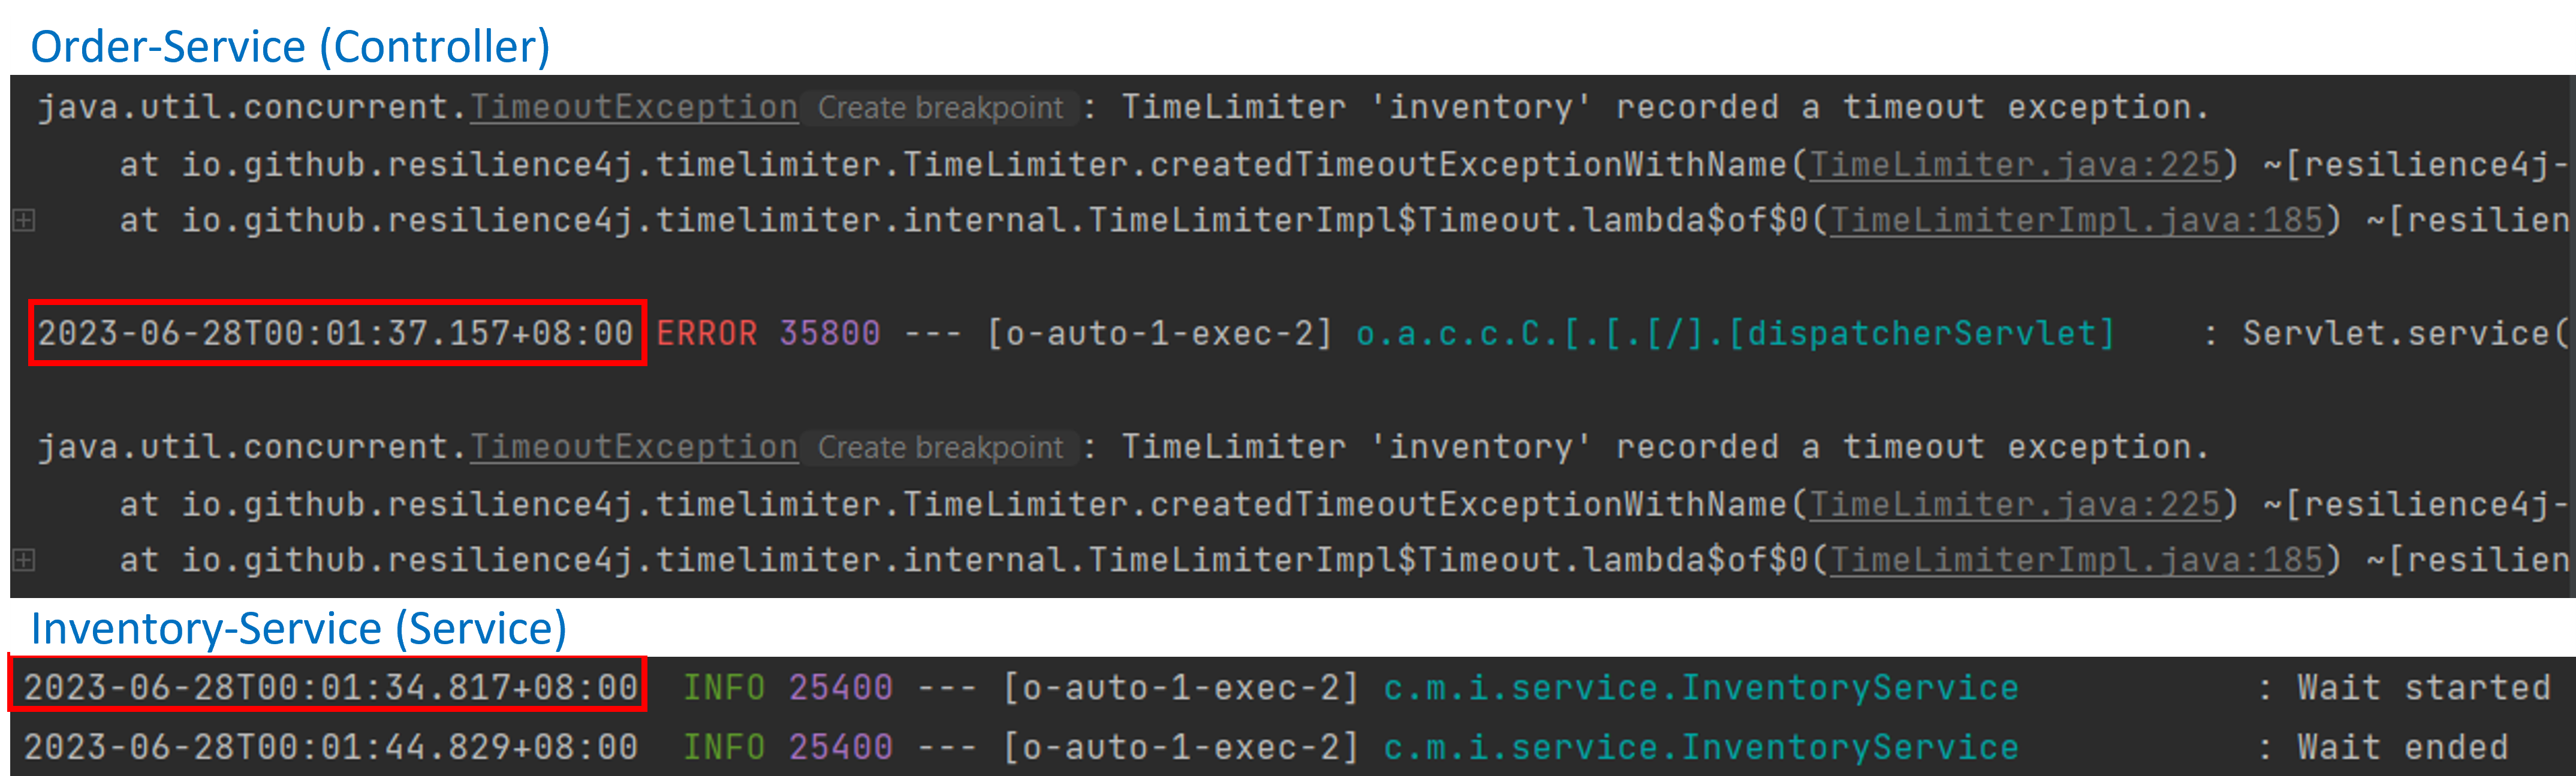 Order-Service (Controller)
java.util.concurrent.TimeoutException Create breakpoint : TimeLimiter 'inventory' recorded a timeout exception.
at io.github.resilience4j.timelimiter.TimeLimiter.createdTimeoutExceptionWithName(TimeLimiter.java:225) ~[resilience4j-
at io.github.resilience4j.timelimiter.internal.TimeLimiterImpl$Timeout.lambda$of$0(TimeLimiterImpl.java:185) ~[resilien
2023-06-28T00:01:37.157+08:00 ERROR 35800 --- [o-auto-1-exec-2] o.a.c.c.C.[.[.[/].[dispatcherServlet] : Servlet.service(
java.util.concurrent.TimeoutException Create breakpoint : TimeLimiter 'inventory' recorded a timeout exception.
at io.github.resilience4j.timelimiter.TimeLimiter.createdTimeoutExceptionWithName(TimeLimiter.java:225) ~[resilience4j-
at io.github.resilience4j.timelimiter.internal.TimeLimiterImpl$Timeout.lambda$of$0(TimeLimiterImpl.java:185) ~[resilien
Inventory-Service (Service)
2023-06-28T00:01:34.817+08:00 INFO 25400 --- [o-auto-1-exec-2] c.m.i.service.InventoryService : Wait started
2023-06-28T00:01:44.829+08:00 INFO 25400 --- [o-auto-1-exec-2] c.m.i.service.InventoryService : Wait ended